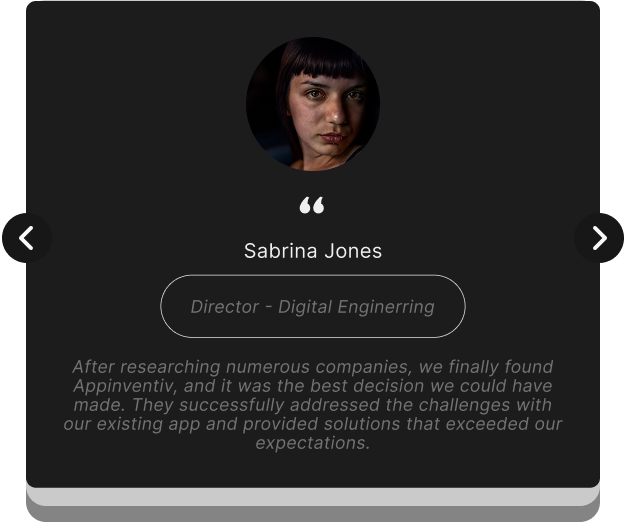 “
Sabrina Jones
Director - Digital Enginerring
After researching numerous companies, we finally found
Appinventiv, and it was the best decision we could have
made. They successfully addressed the challenges with
our existing app and provided solutions that exceeded our
expectations.